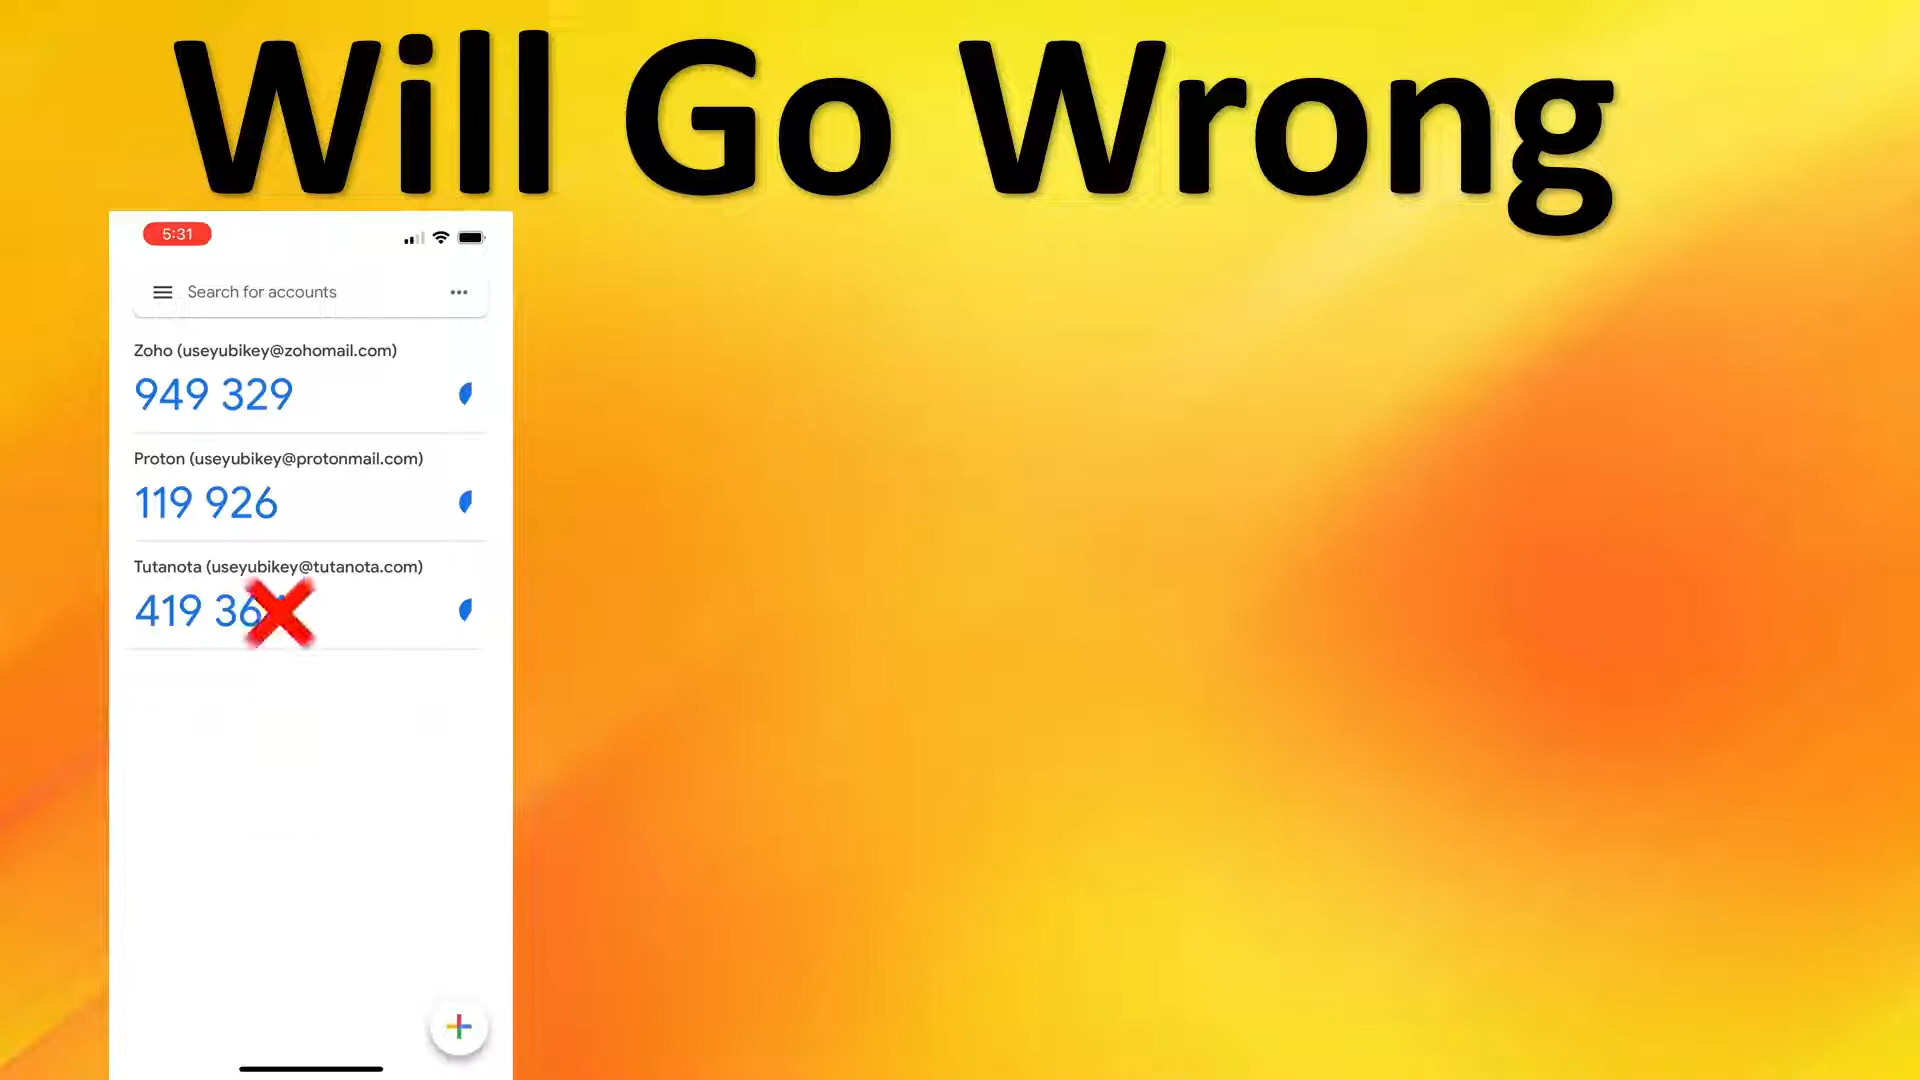 Will Go Wrong
5:31
Search for accounts
Zoho (useyubikey@zohomail.com)
949 329
Proton (useyubikey@protonmail.com)
119 926
Tutanota (useyubikey@tutanota.com)
419 36